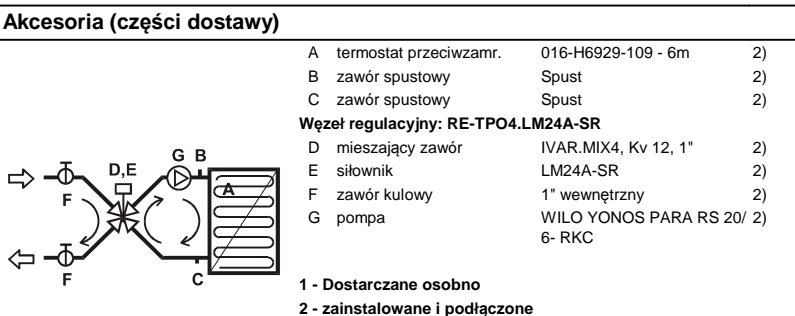 Akcesoria (części dostawy)
A termostat przeciwzamr. 016-H6929-109 - 6m 2)
B zawór spustowy Spust 2)
C zawór spustowy Spust 2)
Węzeł regulacyjny: RE-TPO4.LM24A-SR
D mieszający zawór IVAR.MIX4, Kv 12, 1" 2)
E siłownik LM24A-SR 2)
F zawór kulowy 1" wewnętrzny 2)
G pompa WILO YONOS PARA RS 20/ 2)
6- RKC
1 - Dostarczane osobno
2 - zainstalowane i podłączone
G B
D,E
A
F
F
C